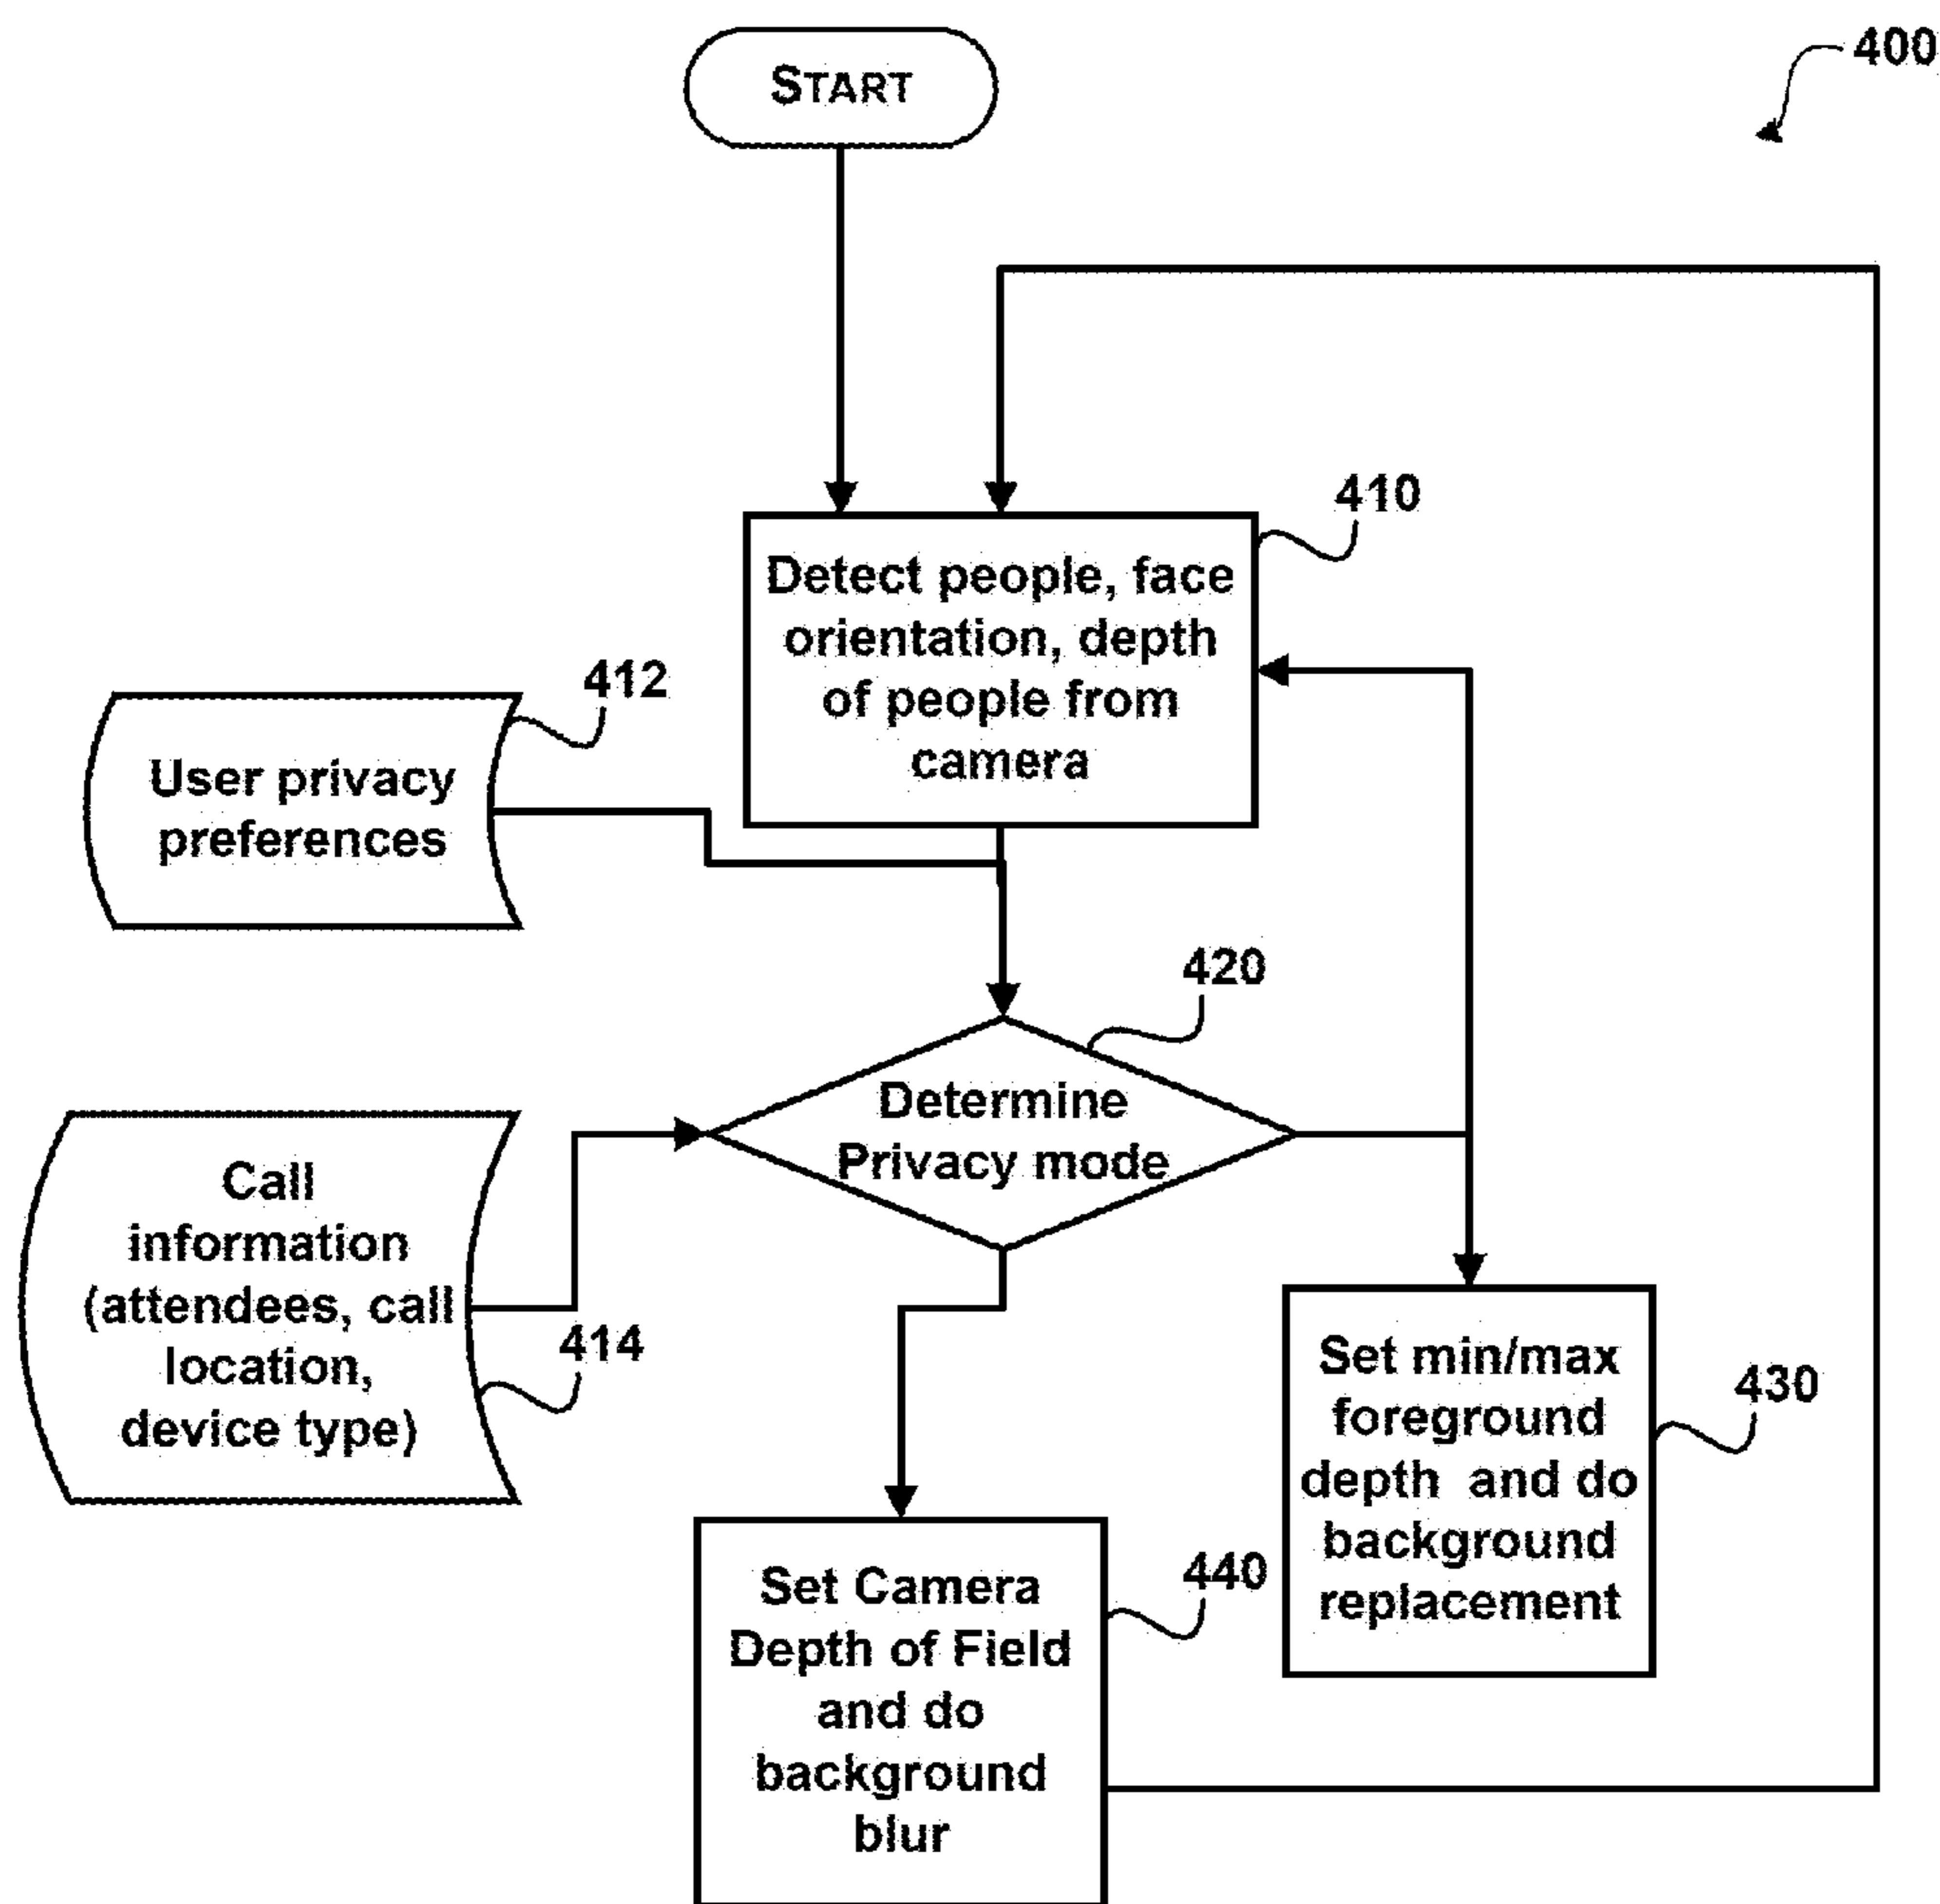 START
400
410
Detect people, face
orientation, depth
of people from
camera
412
User privacy
preferences
420
Determine
Privacy mode
Call
information
(attendees, call
location,
device type)
414
Set min/max
foreground
depth and do
background
replacement
430
Set Camera
Depth of Field
and do
background
blur
440